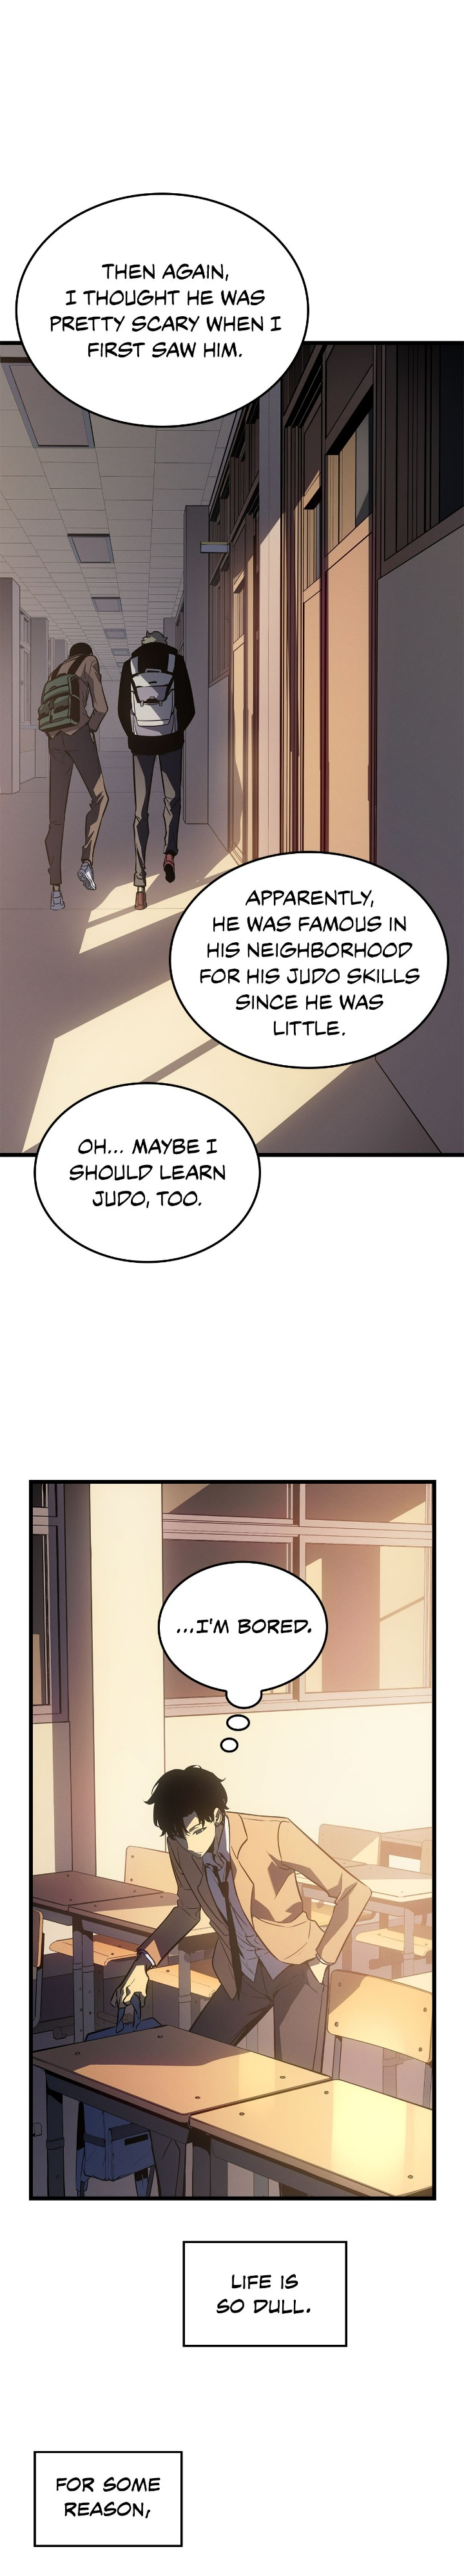 THEN AGAIN,
I THOUGHT HE WAS
PRETTY SCARY WHEN I
FIRST SAW HIM.
APPARENTLY,
HE WAS FAMOUS IN
HIS NEIGHBORHOOD
FOR HIS JUDO SKILLS
SINCE HE WAS
LITTLE.
OH... MAYBE I
SHOULD LEARN
JUDO, TOO.
...I'M BORED.
LIFE IS
SO DULL.
FOR SOME
REASON,